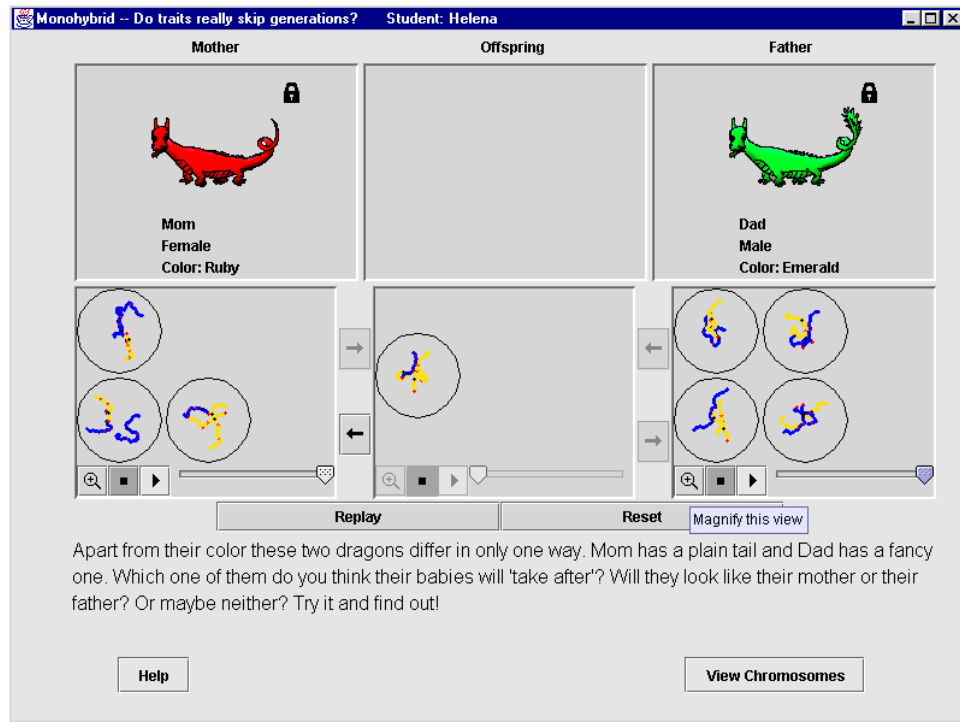 Monohybrid -- Do traits really skip generations? Student: Helena
Mother Offspring Father
Mom
Female
Color: Ruby
Dad
Male
Color: Emerald
Replay Reset
Magnify this view
Apart from their color these two dragons differ in only one way. Mom has a plain tail and Dad has a fancy
one. Which one of them do you think their babies will 'take after'? Will they look like their mother or their
father? Or maybe neither? Try it and find out!
Help View Chromosomes